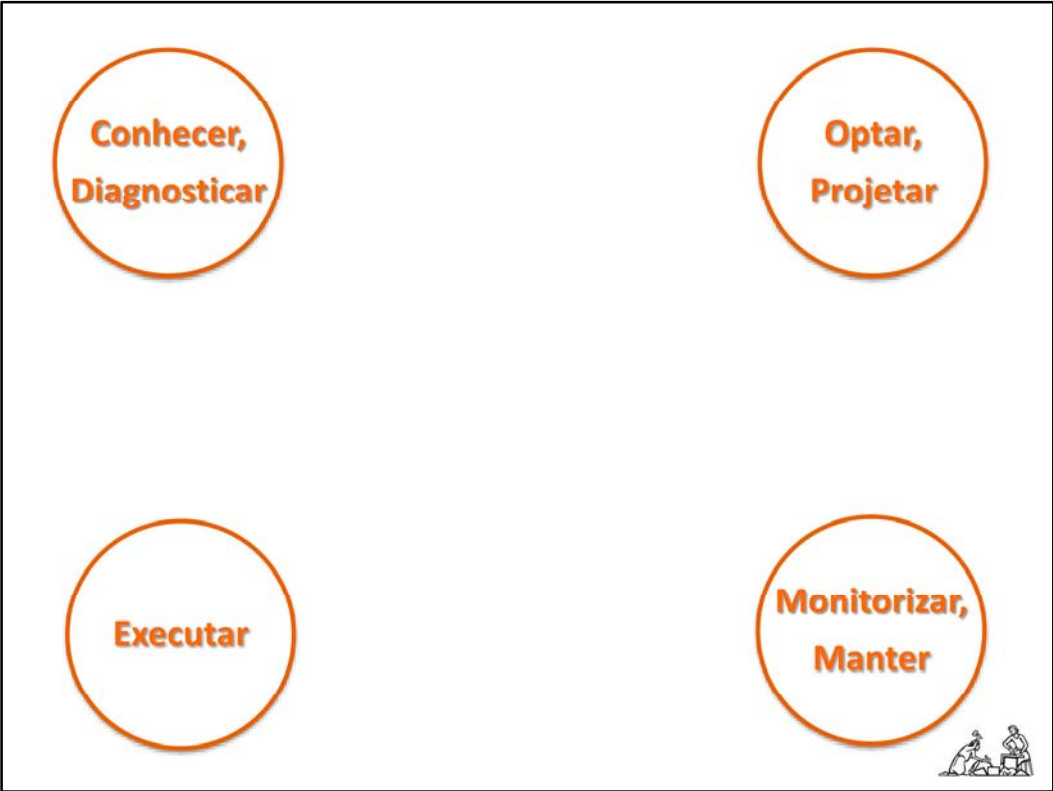 Conhecer,
Diagnosticar
Optar,
Projetar
Executar
Monitorizar,
Manter